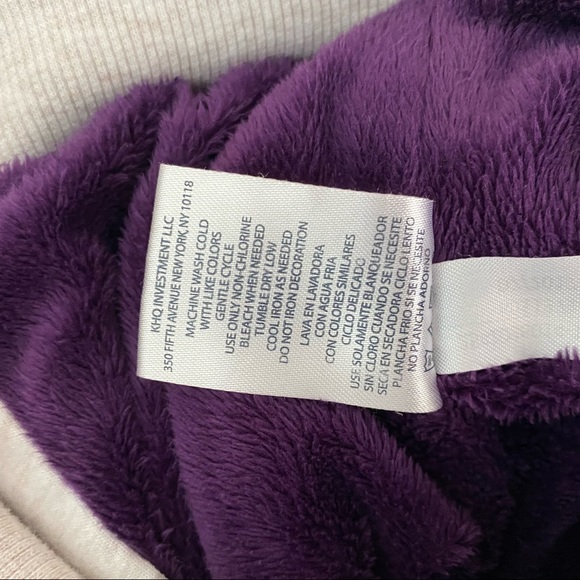 KHQ INVESTMENT LLC
350 FIFTH AVENUE NEW YORK, NY 10118
MACHINE WASH COLD
WITH LIKE COLORS
GENTLE CYCLE
USE ONLY NON-CHLORINE
BLEACH WHEN NEEDED
TUMBLE DRY LOW
COOL IRON AS NEEDED
DO NOT IRON DECORATION
LAVA EN LAVADORA
CON AGUA FRIA
CON COLORES SIMILARES
CICLO DELICADO
USE SOLAMENTE BLANQUEADOR
SIN CLORO CUANDO SE NECESITE
SECA EN SECADORA CICLO LENTO
PLANCHA FRIO SI SE NECESITE
NO PLANCHA ADORNO